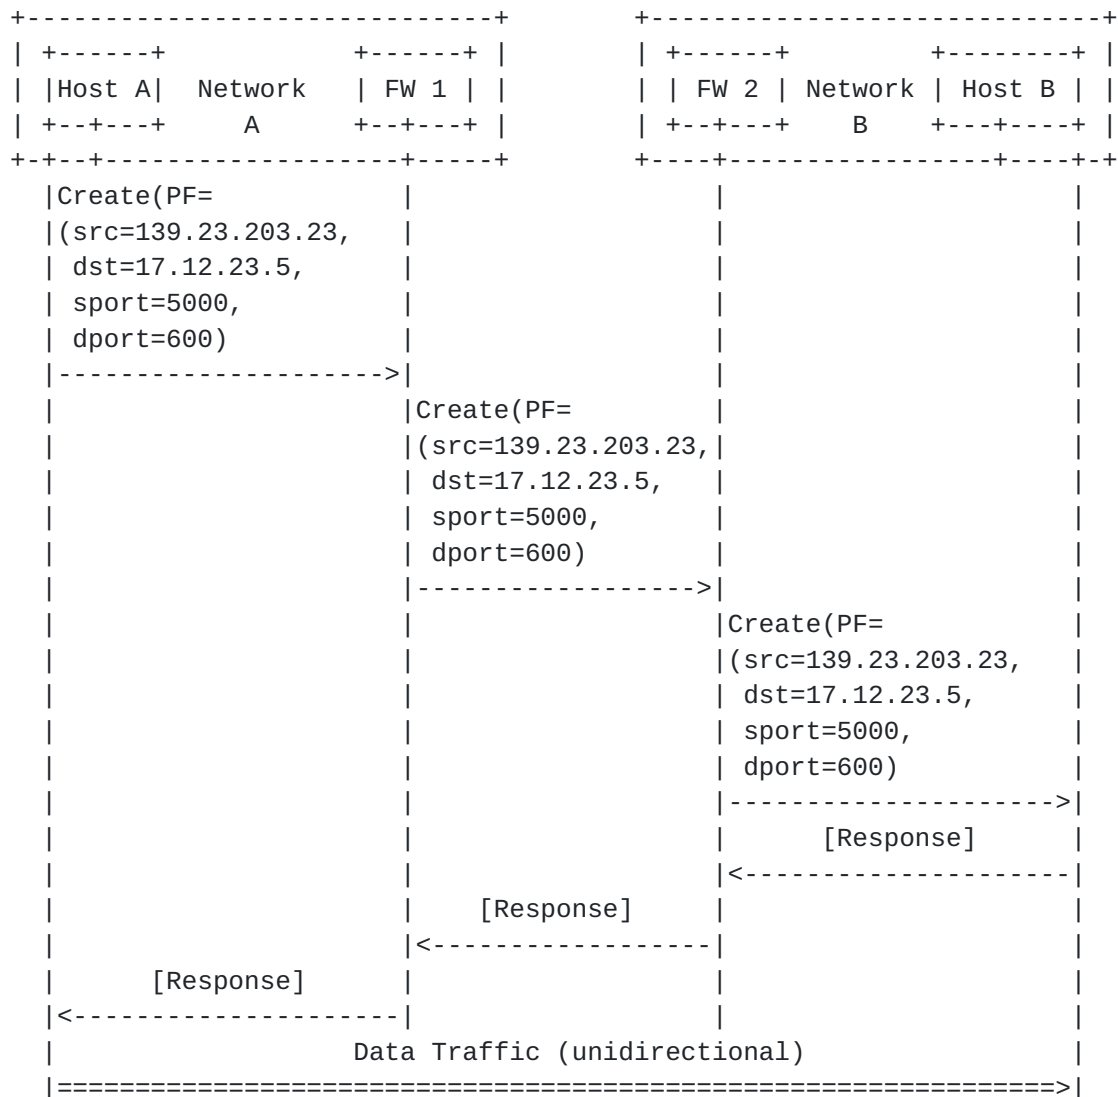 Host A Network FW 1 FW 2 Network Host B
A B
Create(PF=
(src=139.23.203.23,
dst=17.12.23.5,
sport=5000,
dport=600)
Create(PF=
(src=139.23.203.23,
dst=17.12.23.5,
sport=5000,
dport=600)
Create(PF=
(src=139.23.203.23,
dst=17.12.23.5,
sport=5000,
dport=600)
[Response]
[Response]
[Response]
Data Traffic (unidirectional)